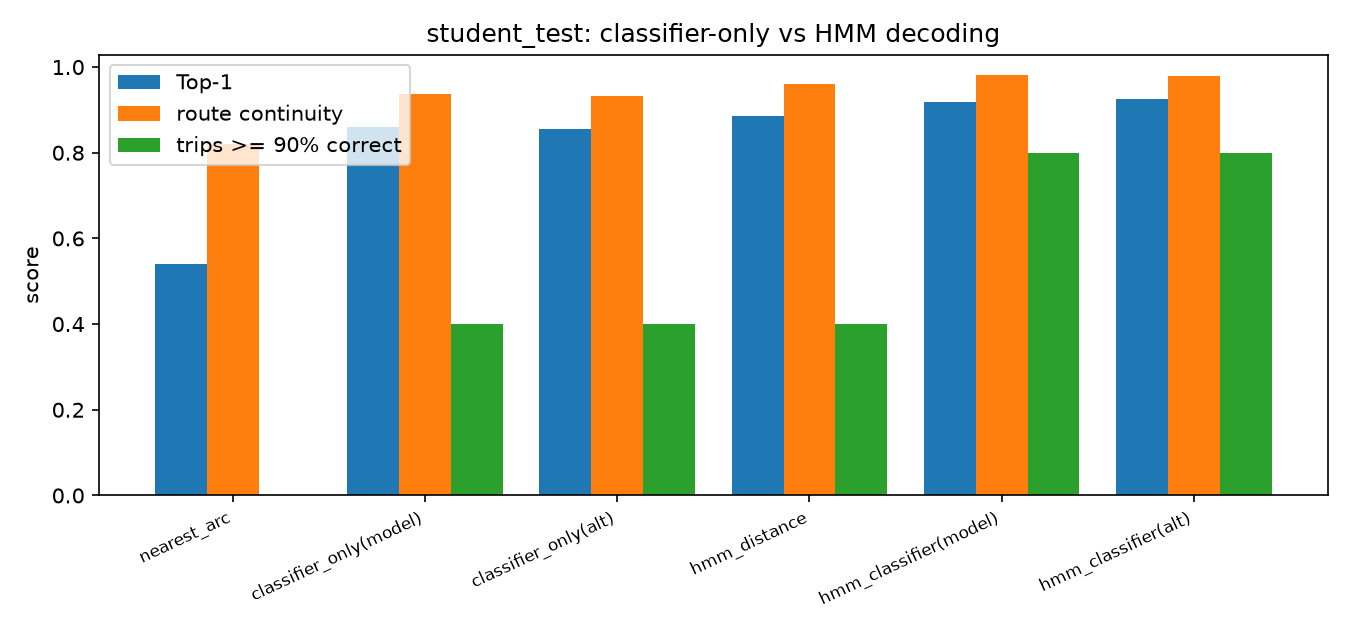 student_test: classifier-only vs HMM decoding
1.0
0.8
0.6
0.4
0.2
0.0
score
Top-1
route continuity
trips >= 90% correct
nearest_arc
classifier_only(model)
classifier_only(alt)
hmm_distance
hmm_classifier(model)
hmm_classifier(alt)